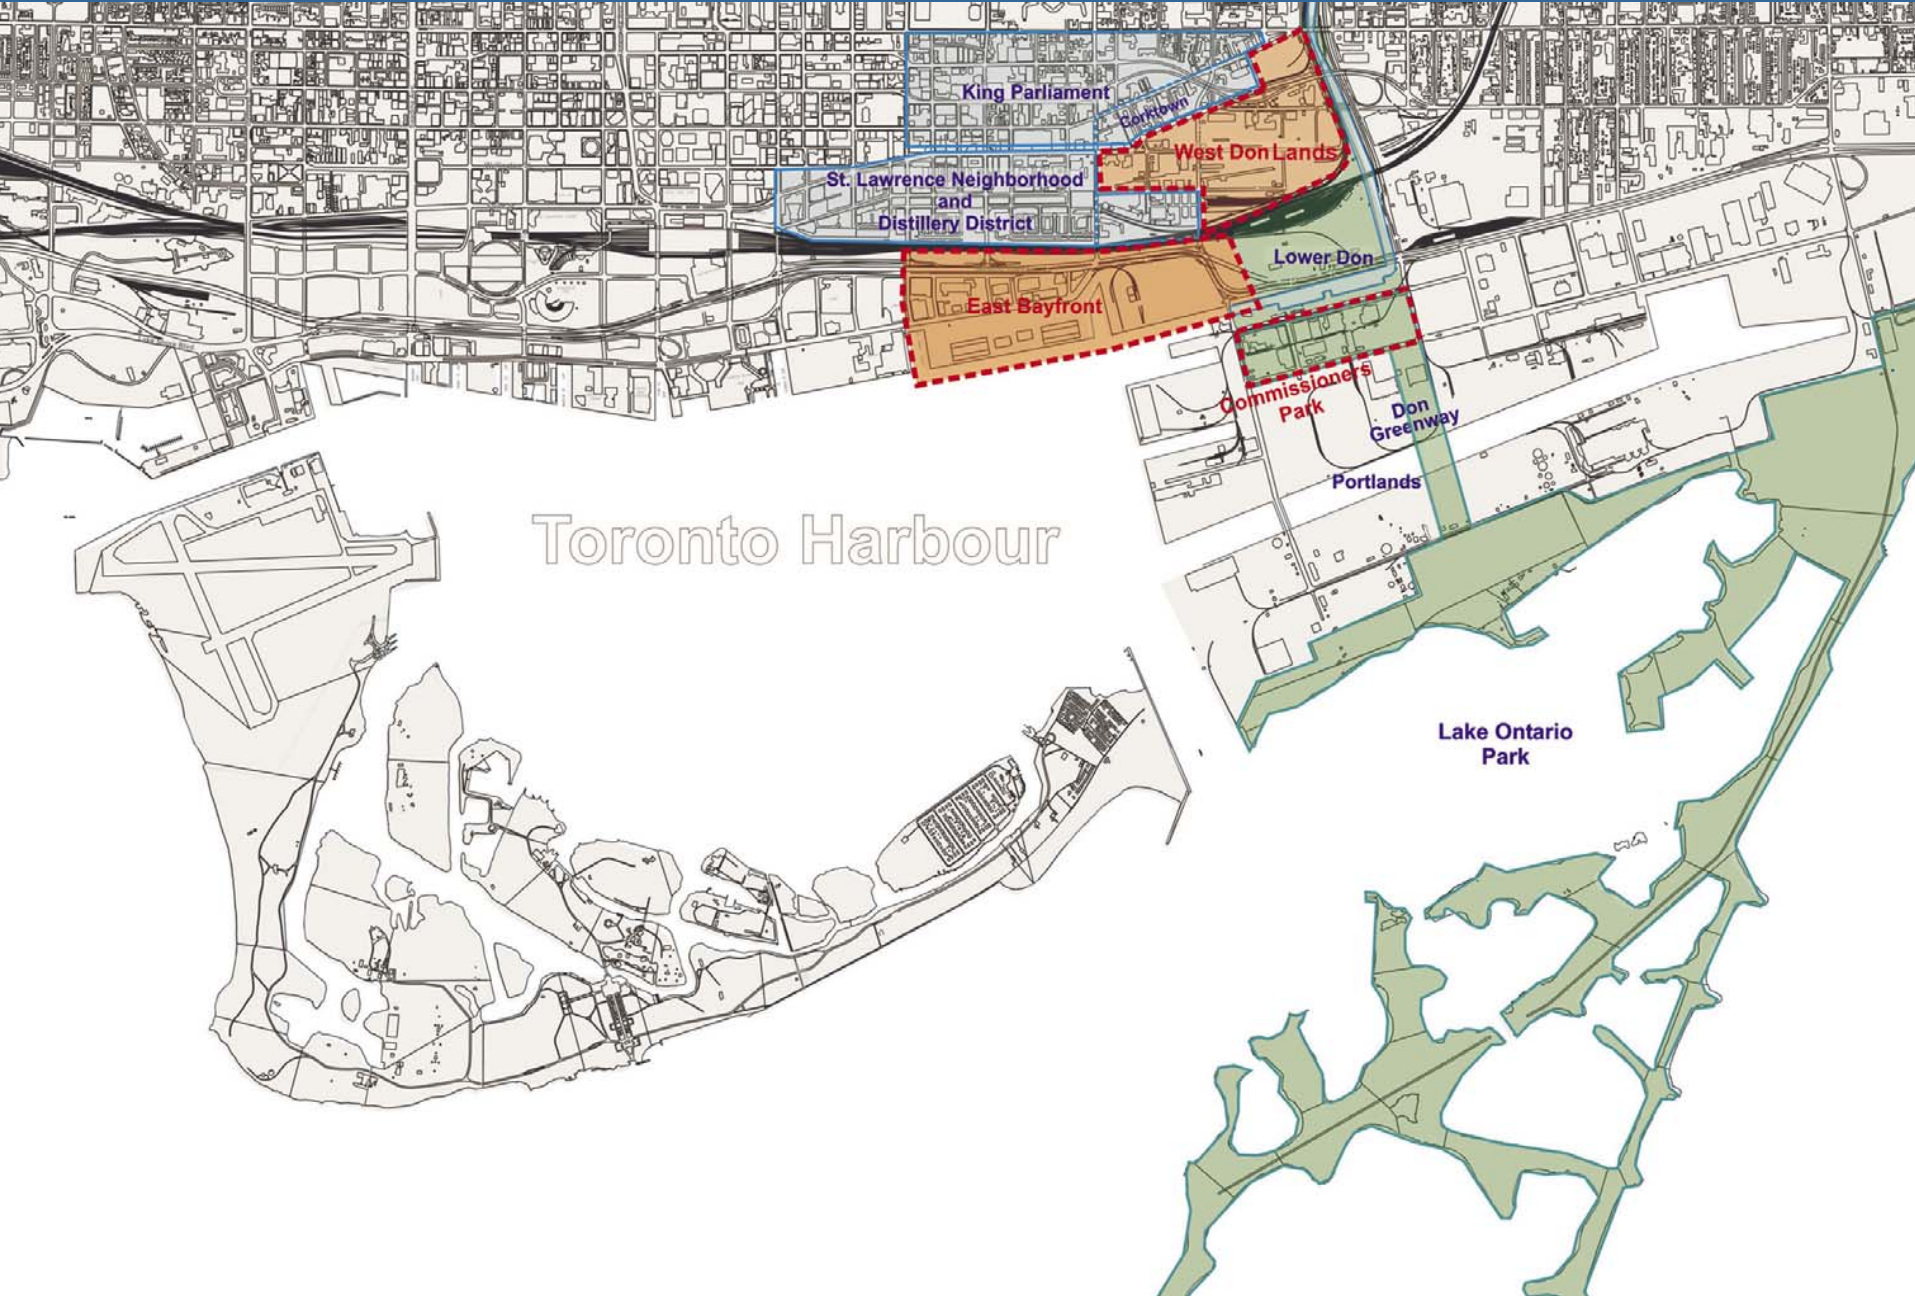 King Parliament
Corktown
West Don Lands
St. Lawrence Neighborhood
and
Distillery District
Lower Don
East Bayfront
Commissioners
Park
Don
Greenway
Portlands
Toronto Harbour
Lake Ontario
Park